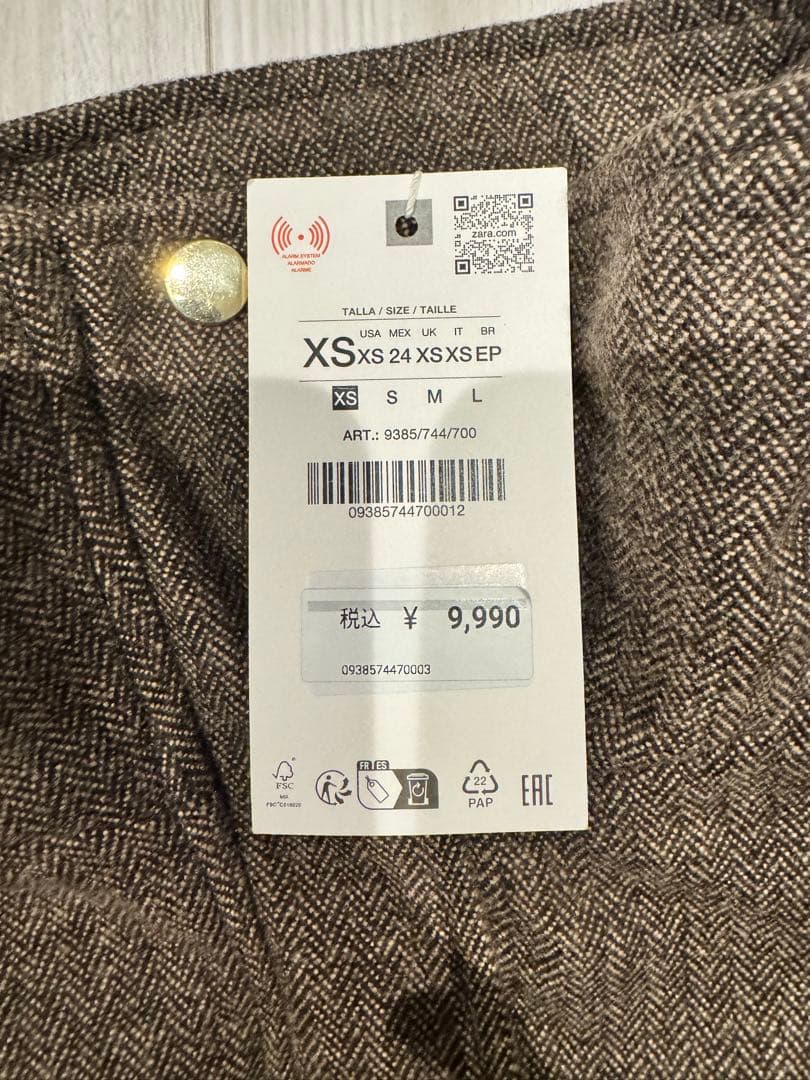 ALARM SYSTEM
ALARMADO
ALARME
zara.com
TALLA / SIZE / TAILLE
USA MEX UK IT BR
XS XS 24 XS XS EP
XS S M L
ART.: 9385/744/700
09385744700012
税込 ¥ 9,990
0938574470003
FSC
FR ES
22
PAP
EAC